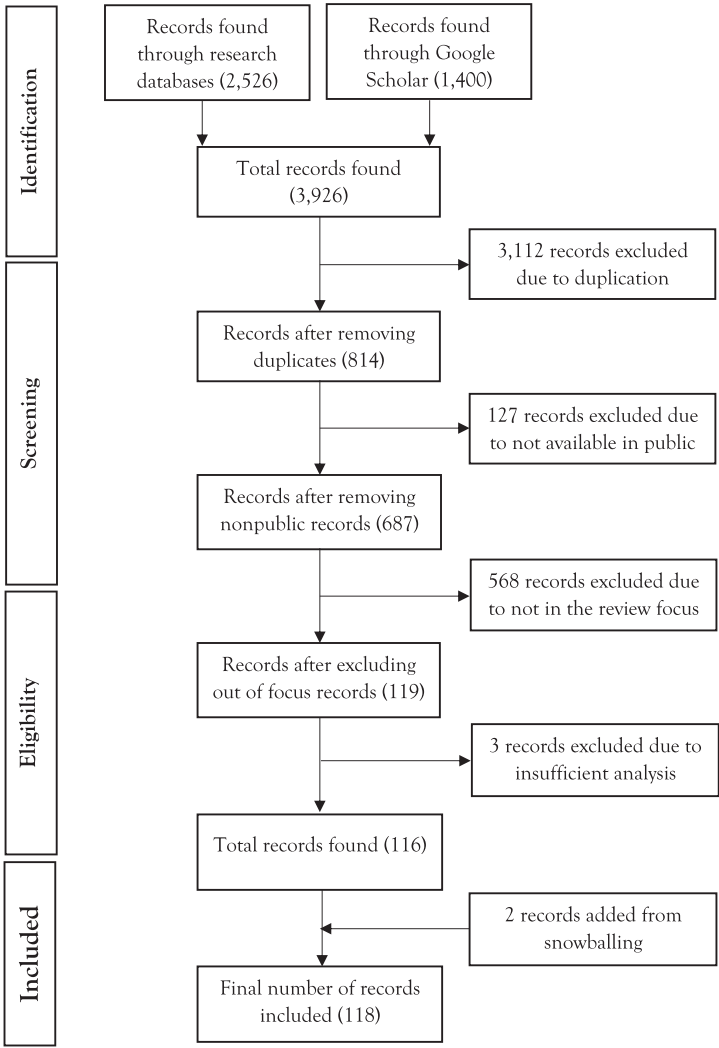 Identification
Records found
through research
databases (2,526)
Records found
through Google
Scholar (1,400)
Total records found
(3,926)
3,112 records excluded
due to duplication
Screening
Records after removing
duplicates (814)
127 records excluded due
to not available in public
Records after removing
nonpublic records (687)
568 records excluded due
to not in the review focus
Eligibility
Records after excluding
out of focus records (119)
3 records excluded due to
insufficient analysis
Total records found (116)
Included
2 records added from
snowballing
Final number of records
included (118)